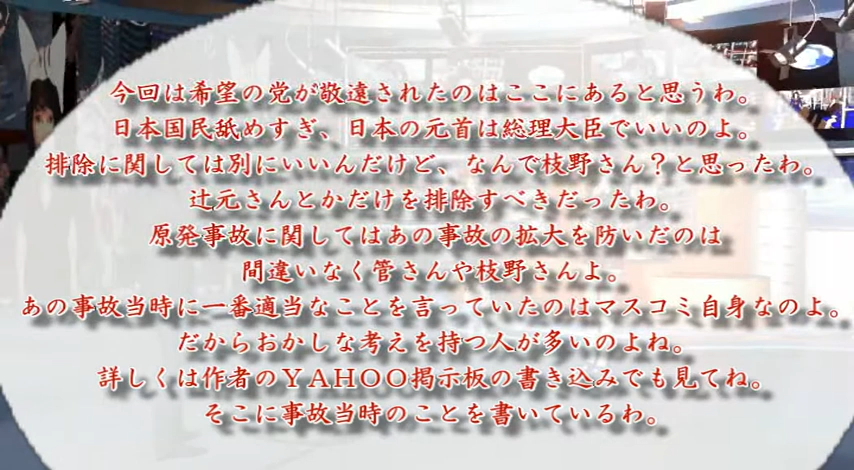 今回は希望の党が敬遠されたのはここにあると思うわ。
日本国民舐めすぎ、日本の元首は総理大臣でいいのよ。
排除に関しては別にいいんだけど、なんで枝野さん？と思ったわ。
辻元さんとかだけを排除すべきだったわ。
原発事故に関してはあの事故の拡大を防いだのは
間違いなく管さんや枝野さんよ。
あの事故当時に一番適当なことを言っていたのはマスコミ自身なのよ。
だからおかしな考えを持つ人が多いのよね。
詳しくは作者のＹＡＨＯＯ掲示板の書き込みでも見てね。
そこに事故当時のことを書いているわ。